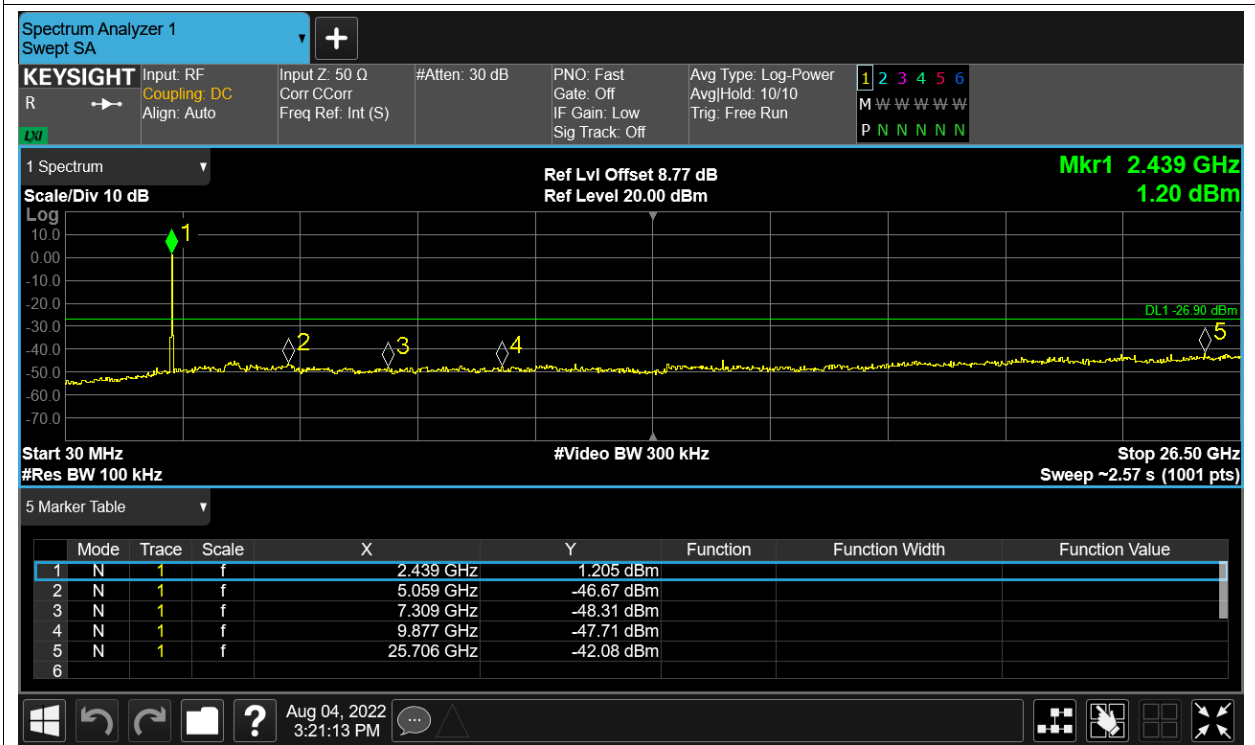 Spectrum Analyzer 1
Swept SA
KEYSIGHT
R
LXI
Input: RF
Coupling: DC
Align: Auto
Input Z: 50 Ω
Corr CCorr
Freq Ref: Int (S)
#Atten: 30 dB
PNO: Fast
Gate: Off
IF Gain: Low
Sig Track: Off
Avg Type: Log-Power
Avg|Hold: 10/10
Trig: Free Run
1 2 3 4 5 6
M W W W W W
P N N N N N
1 Spectrum
Scale/Div 10 dB
Ref Lvl Offset 8.77 dB
Ref Level 20.00 dBm
Mkr1 2.439 GHz
1.20 dBm
Log
10.0
0.00
-10.0
-20.0
-30.0
-40.0
-50.0
-60.0
-70.0
1
2
3
4
5
DL1 -26.90 dBm
Start 30 MHz
#Res BW 100 kHz
#Video BW 300 kHz
Stop 26.50 GHz
Sweep ~2.57 s (1001 pts)
5 Marker Table
Mode Trace Scale X Y Function Function Width Function Value
1 N 1 f 2.439 GHz 1.205 dBm
2 N 1 f 5.059 GHz -46.67 dBm
3 N 1 f 7.309 GHz -48.31 dBm
4 N 1 f 9.877 GHz -47.71 dBm
5 N 1 f 25.706 GHz -42.08 dBm
6
?
Aug 04, 2022
3:21:13 PM